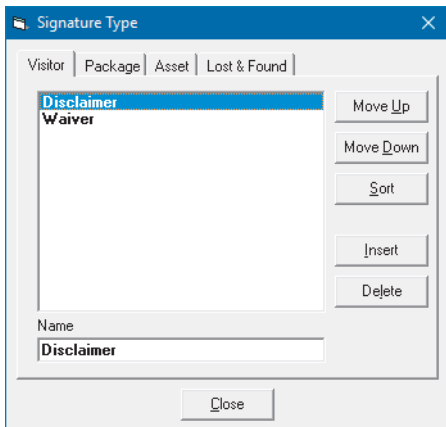 Signature Type
Visitor Package Asset Lost & Found
Disclaimer
Waiver
Move Up
Move Down
Sort
Insert
Delete
Name
Disclaimer
Close